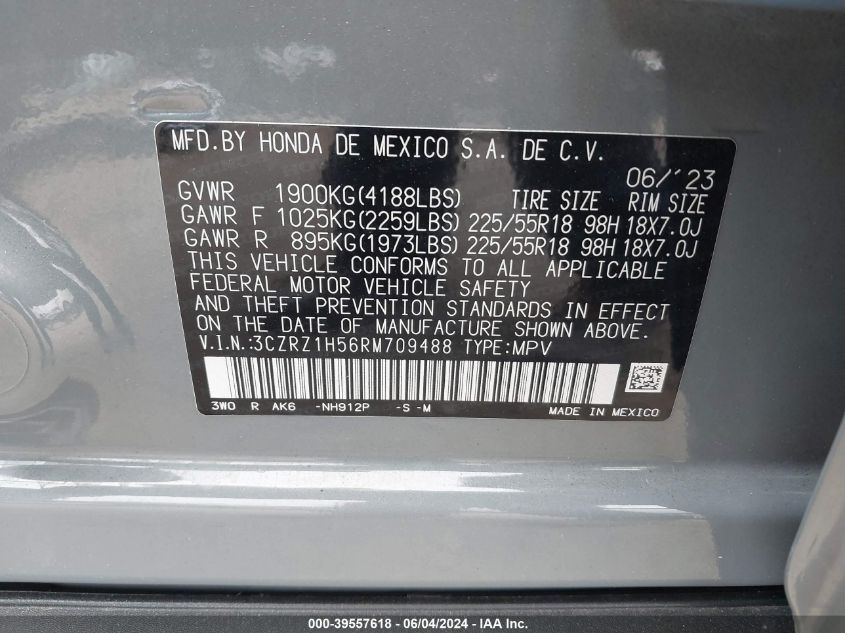 MFD.BY HONDA DE MEXICO S.A. DE C.V.
06/'23
GVWR 1900KG(4188LBS) TIRE SIZE RIM SIZE
GAWR F 1025KG(2259LBS) 225/55R18 98H 18X7.0J
GAWR R 895KG(1973LBS) 225/55R18 98H 18X7.0J
THIS VEHICLE CONFORMS TO ALL APPLICABLE
FEDERAL MOTOR VEHICLE SAFETY
AND THEFT PREVENTION STANDARDS IN EFFECT
ON THE DATE OF MANUFACTURE SHOWN ABOVE.
V.I.N.:3CZRZ1H56RM709488 TYPE:MPV
3WO R AK6 -NH912P -S -M MADE IN MEXICO
000-39557618 - 06/04/2024 - IAA Inc.